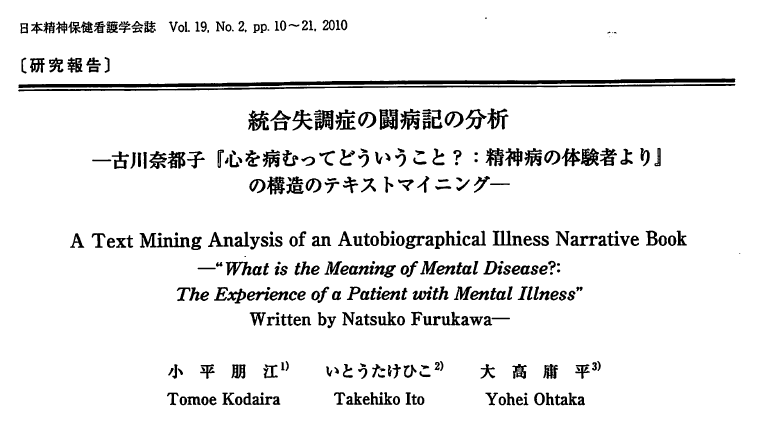 日本精神保健看護学会誌 Vol. 19, No. 2, pp. 10～21, 2010
〔研究報告〕
統合失調症の闘病記の分析
―古川奈都子『心を病むってどういうこと？：精神病の体験者より』
の構造のテキストマイニング―
A Text Mining Analysis of an Autobiographical Illness Narrative Book
―“What is the Meaning of Mental Disease?:
The Experience of a Patient with Mental Illness”
Written by Natsuko Furukawa―
小平朋江1) いとうたけひこ2) 大高庸平3)
Tomoe Kodaira Takehiko Ito Yohei Ohtaka